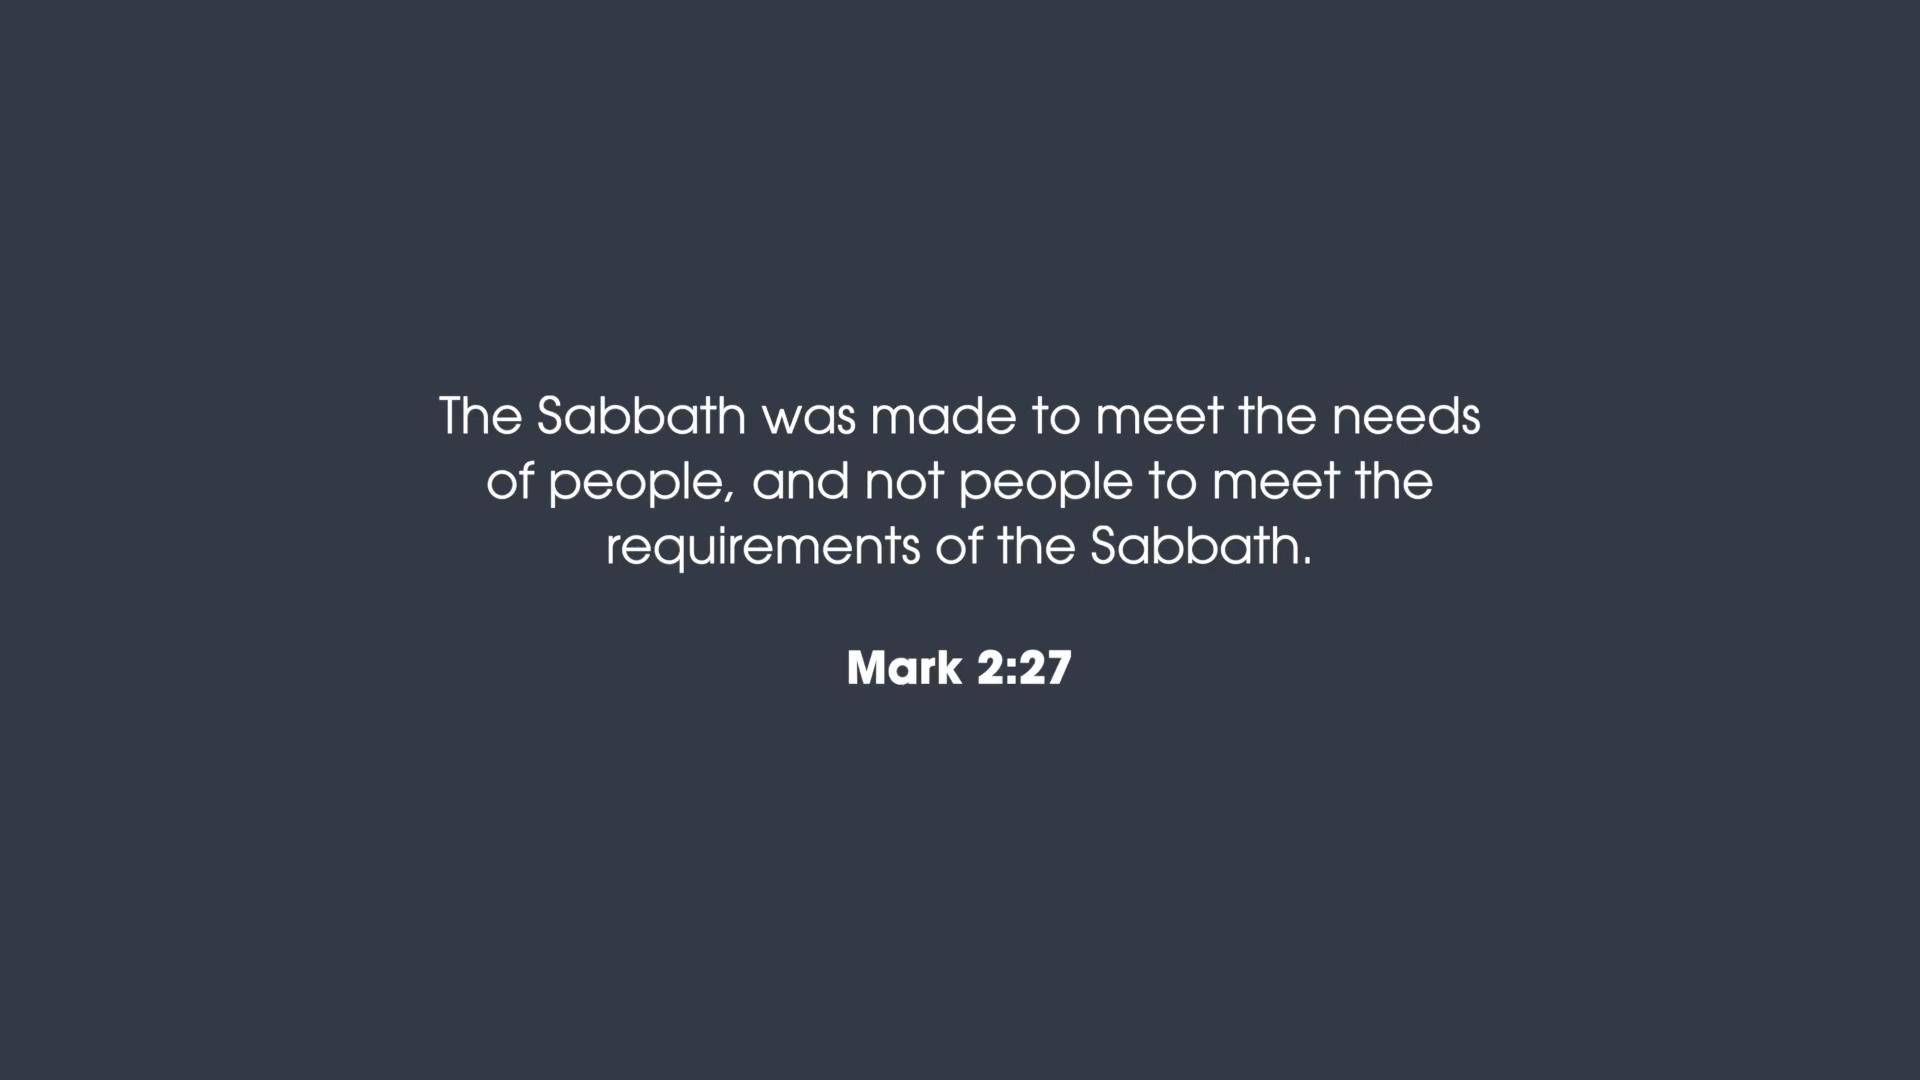 The Sabbath was made to meet the needs
of people, and not people to meet the
requirements of the Sabbath.
Mark 2:27